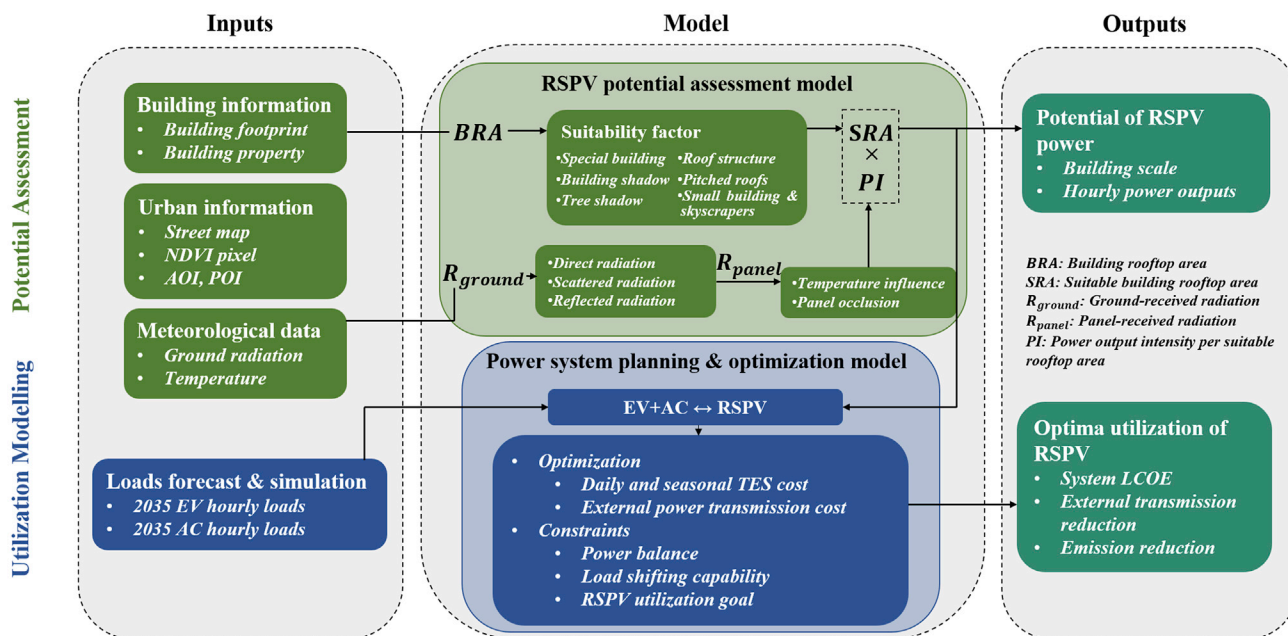 Inputs
Model
Outputs
Potential Assessment
Utilization Modelling
Building information
• Building footprint
• Building property
Urban information
• Street map
• NDVI pixel
• AOI, POI
Meteorological data
• Ground radiation
• Temperature
Loads forecast & simulation
• 2035 EV hourly loads
• 2035 AC hourly loads
RSPV potential assessment model
BRA
Suitability factor
•Special building
•Building shadow
•Tree shadow
•Roof structure
•Pitched roofs
•Small building &
skyscrapers
SRA
×
PI
R_ground
•Direct radiation
•Scattered radiation
•Reflected radiation
R_panel
•Temperature influence
•Panel occlusion
Power system planning & optimization model
EV+AC ↔ RSPV
• Optimization
• Daily and seasonal TES cost
• External power transmission cost
• Constraints
• Power balance
• Load shifting capability
• RSPV utilization goal
Potential of RSPV
power
• Building scale
• Hourly power outputs
BRA: Building rooftop area
SRA: Suitable building rooftop area
R_ground: Ground-received radiation
R_panel: Panel-received radiation
PI: Power output intensity per suitable
rooftop area
Optima utilization of
RSPV
• System LCOE
• External transmission
reduction
• Emission reduction